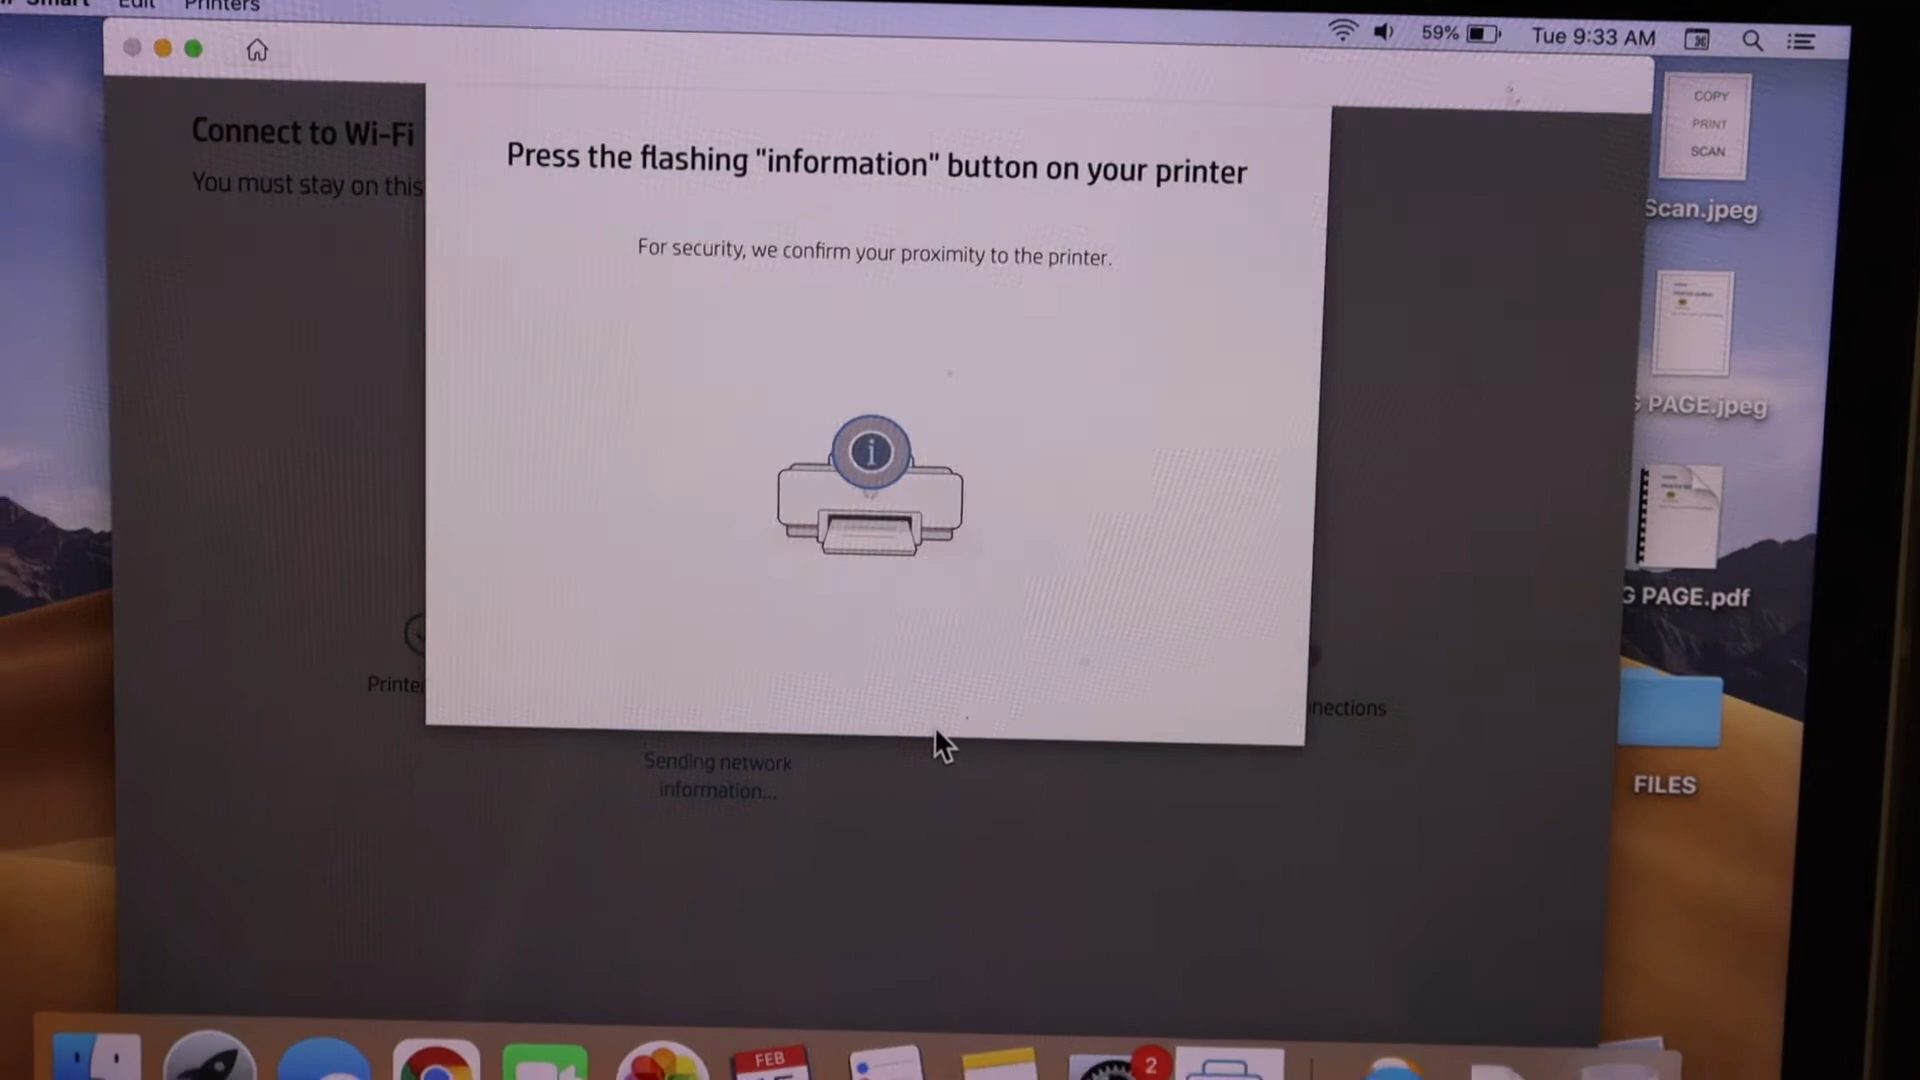 Edit
Printers
59%
Tue 9:33 AM
Connect to Wi-Fi
You must stay on this
Press the flashing "information" button on your printer
For security, we confirm your proximity to the printer.
i
Sending network
information...
COPY
PRINT
SCAN
Scan.jpeg
PAGE.jpeg
G PAGE.pdf
FILES
FEB
2